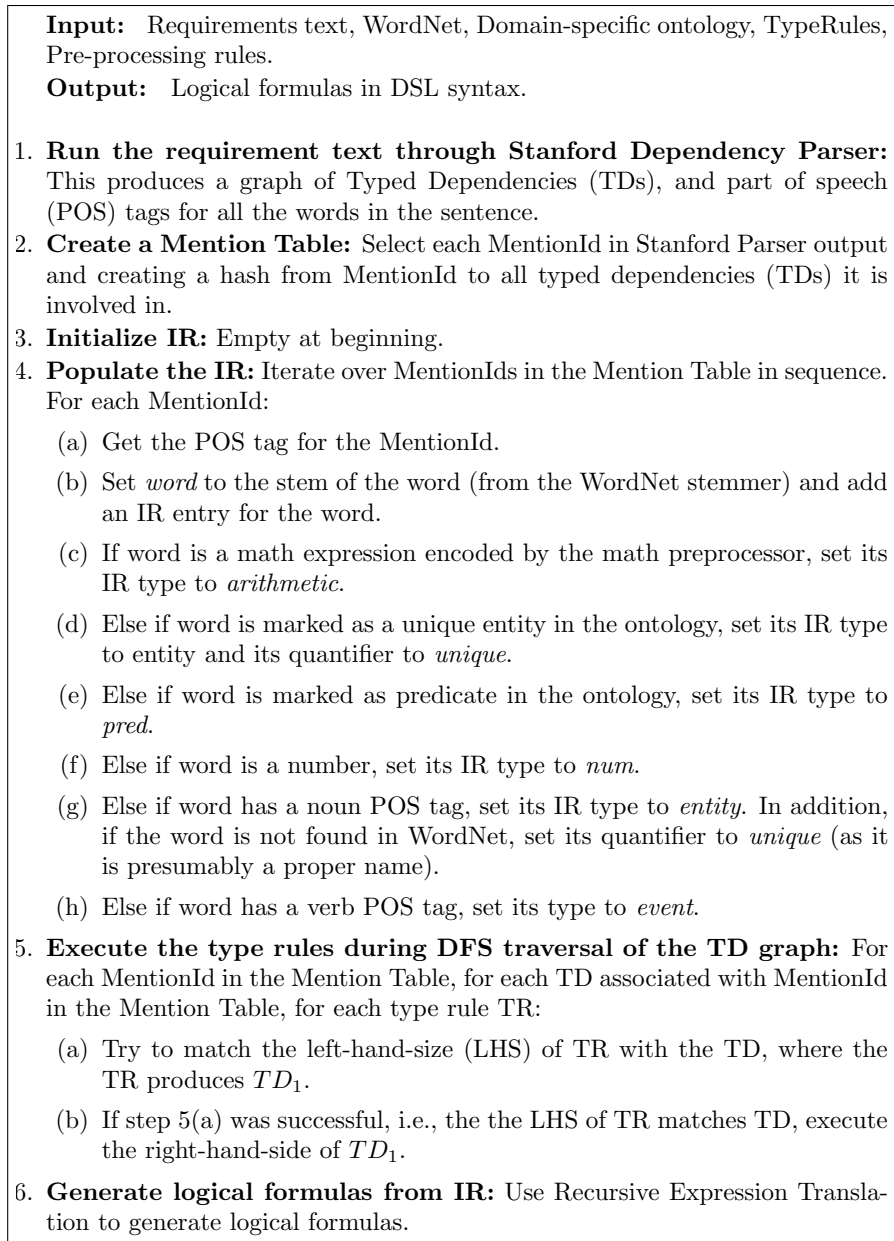 Input: Requirements text, WordNet, Domain-specific ontology, TypeRules,
Pre-processing rules.
Output: Logical formulas in DSL syntax.
1. Run the requirement text through Stanford Dependency Parser:
This produces a graph of Typed Dependencies (TDs), and part of speech
(POS) tags for all the words in the sentence.
2. Create a Mention Table: Select each MentionId in Stanford Parser output
and creating a hash from MentionId to all typed dependencies (TDs) it is
involved in.
3. Initialize IR: Empty at beginning.
4. Populate the IR: Iterate over MentionIds in the Mention Table in sequence.
For each MentionId:
(a) Get the POS tag for the MentionId.
(b) Set word to the stem of the word (from the WordNet stemmer) and add
an IR entry for the word.
(c) If word is a math expression encoded by the math preprocessor, set its
IR type to arithmetic.
(d) Else if word is marked as a unique entity in the ontology, set its IR type
to entity and its quantifier to unique.
(e) Else if word is marked as predicate in the ontology, set its IR type to
pred.
(f) Else if word is a number, set its IR type to num.
(g) Else if word has a noun POS tag, set its IR type to entity. In addition,
if the word is not found in WordNet, set its quantifier to unique (as it
is presumably a proper name).
(h) Else if word has a verb POS tag, set its type to event.
5. Execute the type rules during DFS traversal of the TD graph: For
each MentionId in the Mention Table, for each TD associated with MentionId
in the Mention Table, for each type rule TR:
(a) Try to match the left-hand-size (LHS) of TR with the TD, where the
TR produces TD₁.
(b) If step 5(a) was successful, i.e., the the LHS of TR matches TD, execute
the right-hand-side of TD₁.
6. Generate logical formulas from IR: Use Recursive Expression Transla-
tion to generate logical formulas.